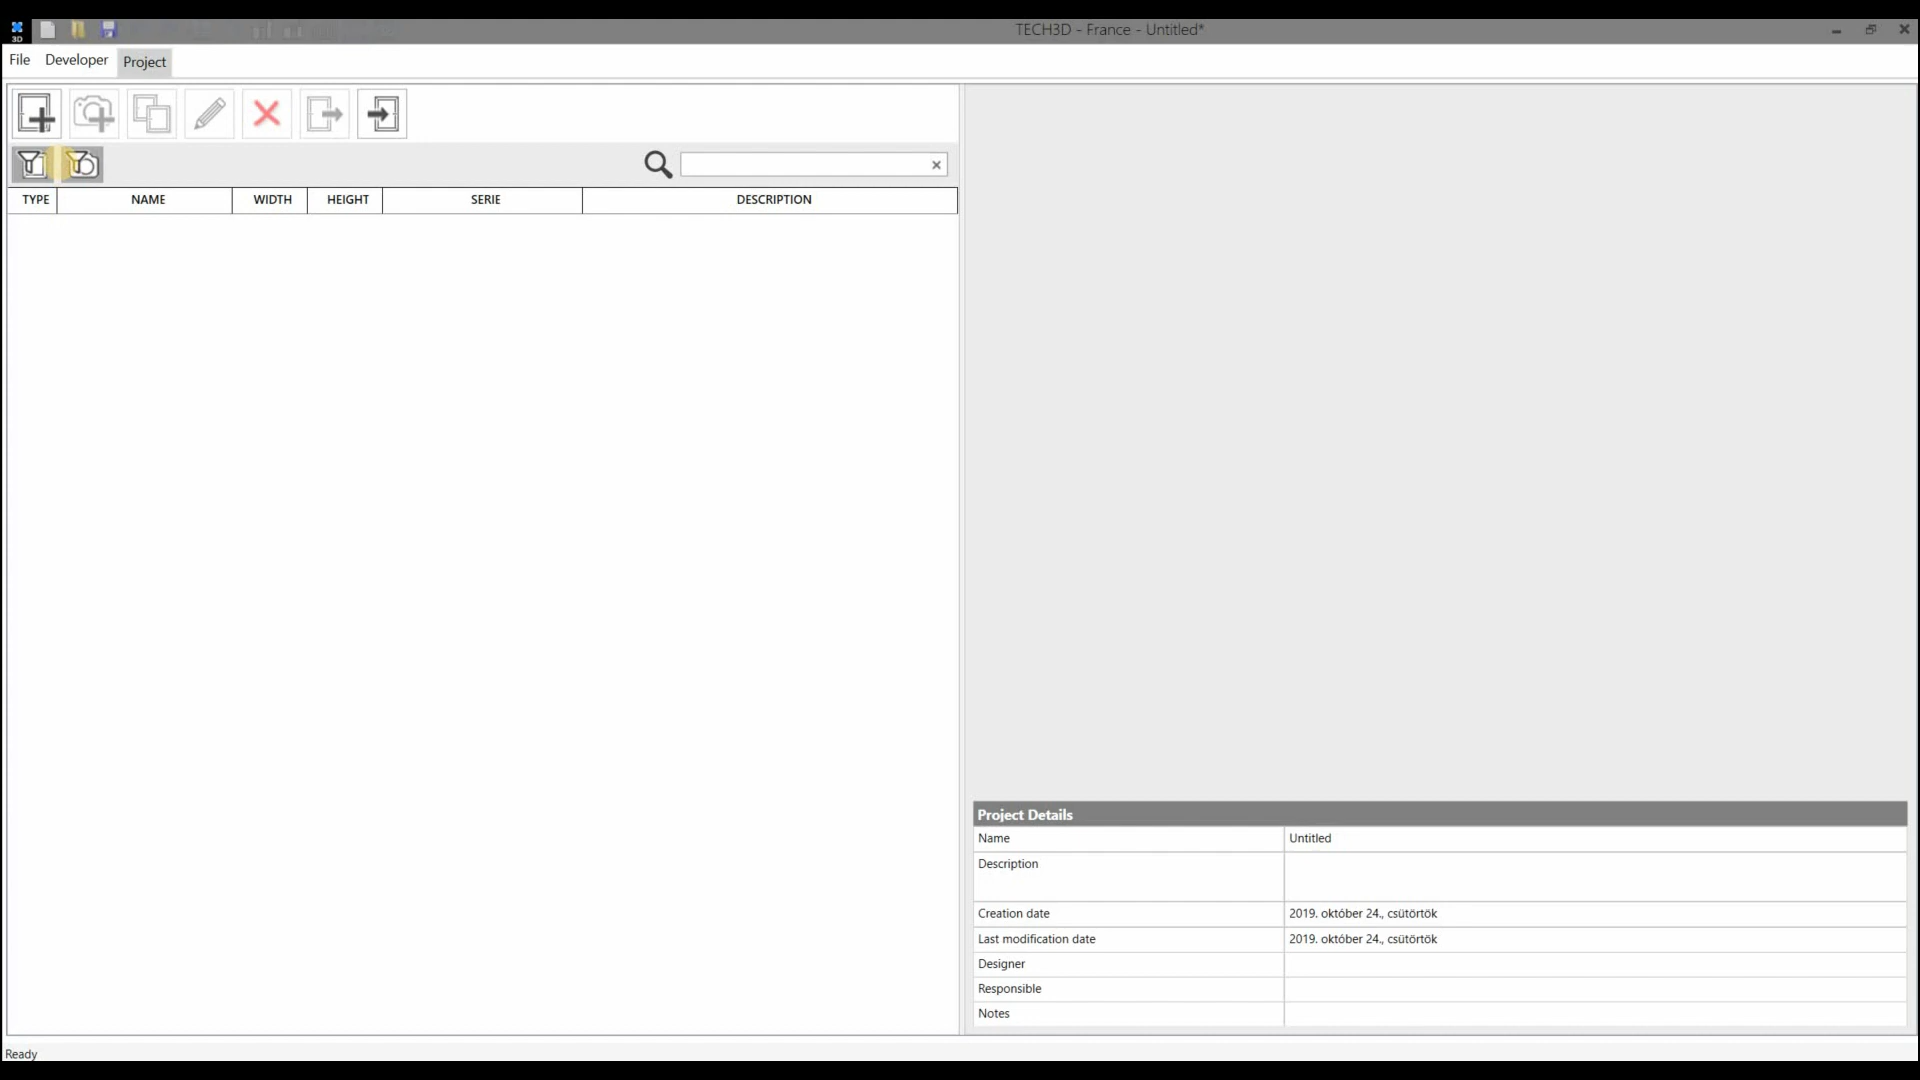 3D
TECH3D - France - Untitled*
File Developer Project
TYPE NAME WIDTH HEIGHT SERIE DESCRIPTION
Project Details
Name Untitled
Description
Creation date 2019. október 24., csütörtök
Last modification date 2019. október 24., csütörtök
Designer
Responsible
Notes
Ready